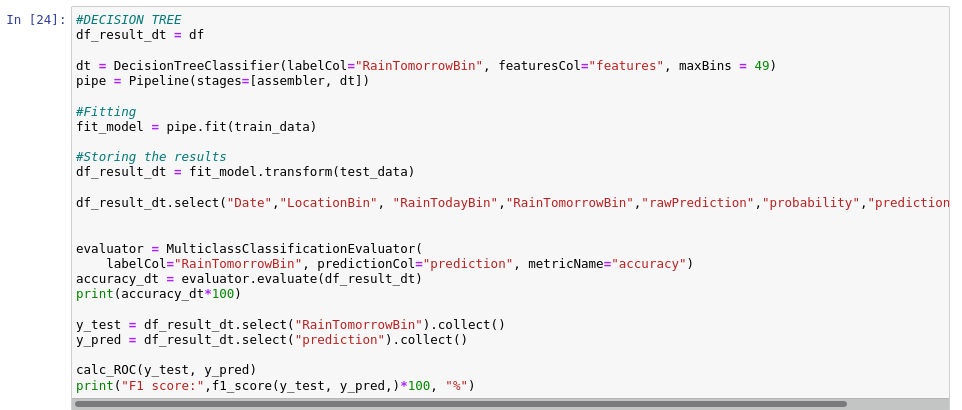 In [24]:
#DECISION TREE
df_result_dt = df
dt = DecisionTreeClassifier(labelCol="RainTomorrowBin", featuresCol="features", maxBins = 49)
pipe = Pipeline(stages=[assembler, dt])
#Fitting
fit_model = pipe.fit(train_data)
#Storing the results
df_result_dt = fit_model.transform(test_data)
df_result_dt.select("Date","LocationBin", "RainTodayBin","RainTomorrowBin","rawPrediction","probability","prediction
evaluator = MulticlassClassificationEvaluator(
    labelCol="RainTomorrowBin", predictionCol="prediction", metricName="accuracy")
accuracy_dt = evaluator.evaluate(df_result_dt)
print(accuracy_dt*100)
y_test = df_result_dt.select("RainTomorrowBin").collect()
y_pred = df_result_dt.select("prediction").collect()
calc_ROC(y_test, y_pred)
print("F1 score:",f1_score(y_test, y_pred,)*100, "%")